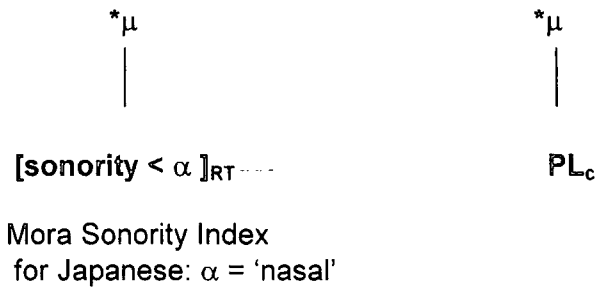 *μ *μ
[sonority < α ]RT PLc
Mora Sonority Index
for Japanese: α = ‘nasal’